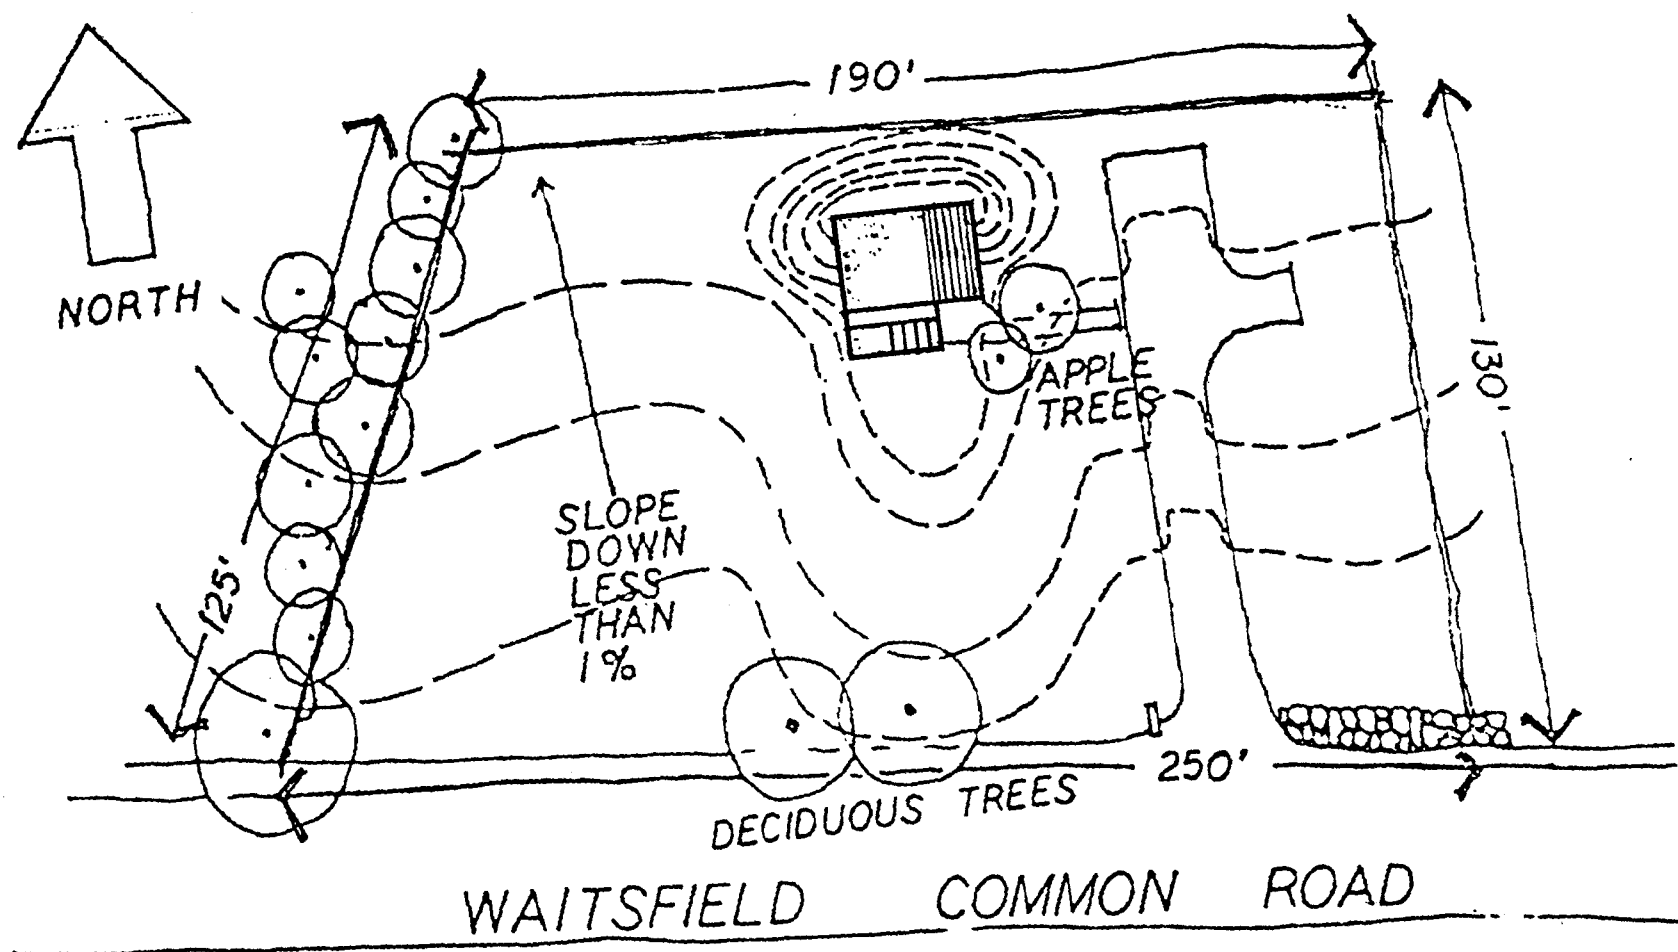 190'
NORTH
130'
APPLE
TREES
SLOPE
DOWN
LESS
THAN
1%
125'
250'
DECIDUOUS TREES
WAITSFIELD COMMON ROAD